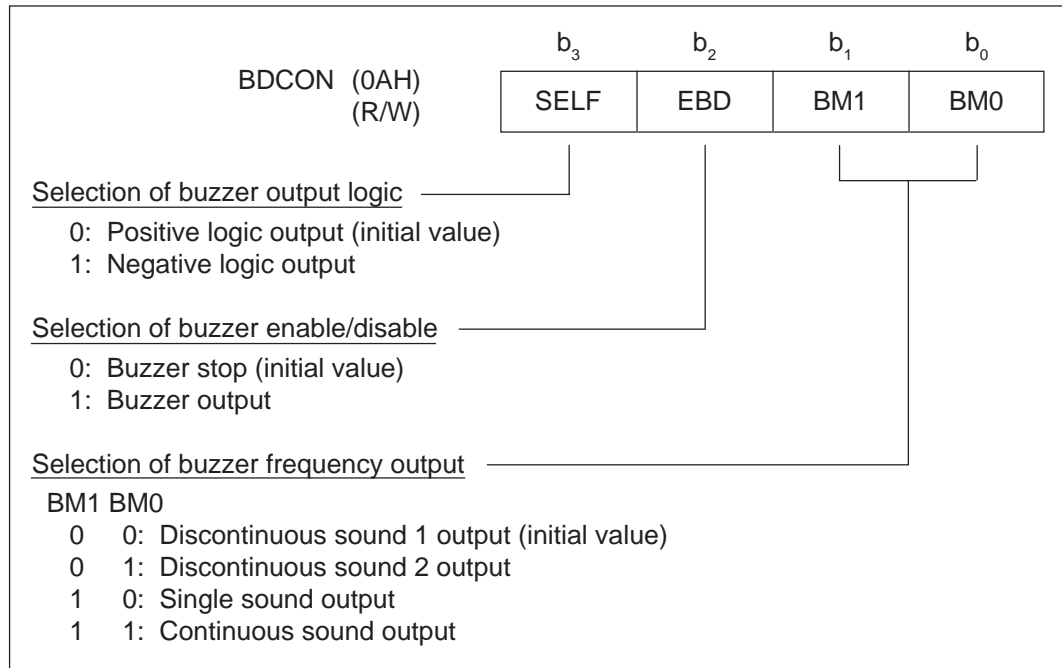 b3 b2 b1 b0
BDCON (0AH)
(R/W)
SELF EBD BM1 BM0
Selection of buzzer output logic
0: Positive logic output (initial value)
1: Negative logic output
Selection of buzzer enable/disable
0: Buzzer stop (initial value)
1: Buzzer output
Selection of buzzer frequency output
BM1 BM0
0 0: Discontinuous sound 1 output (initial value)
0 1: Discontinuous sound 2 output
1 0: Single sound output
1 1: Continuous sound output